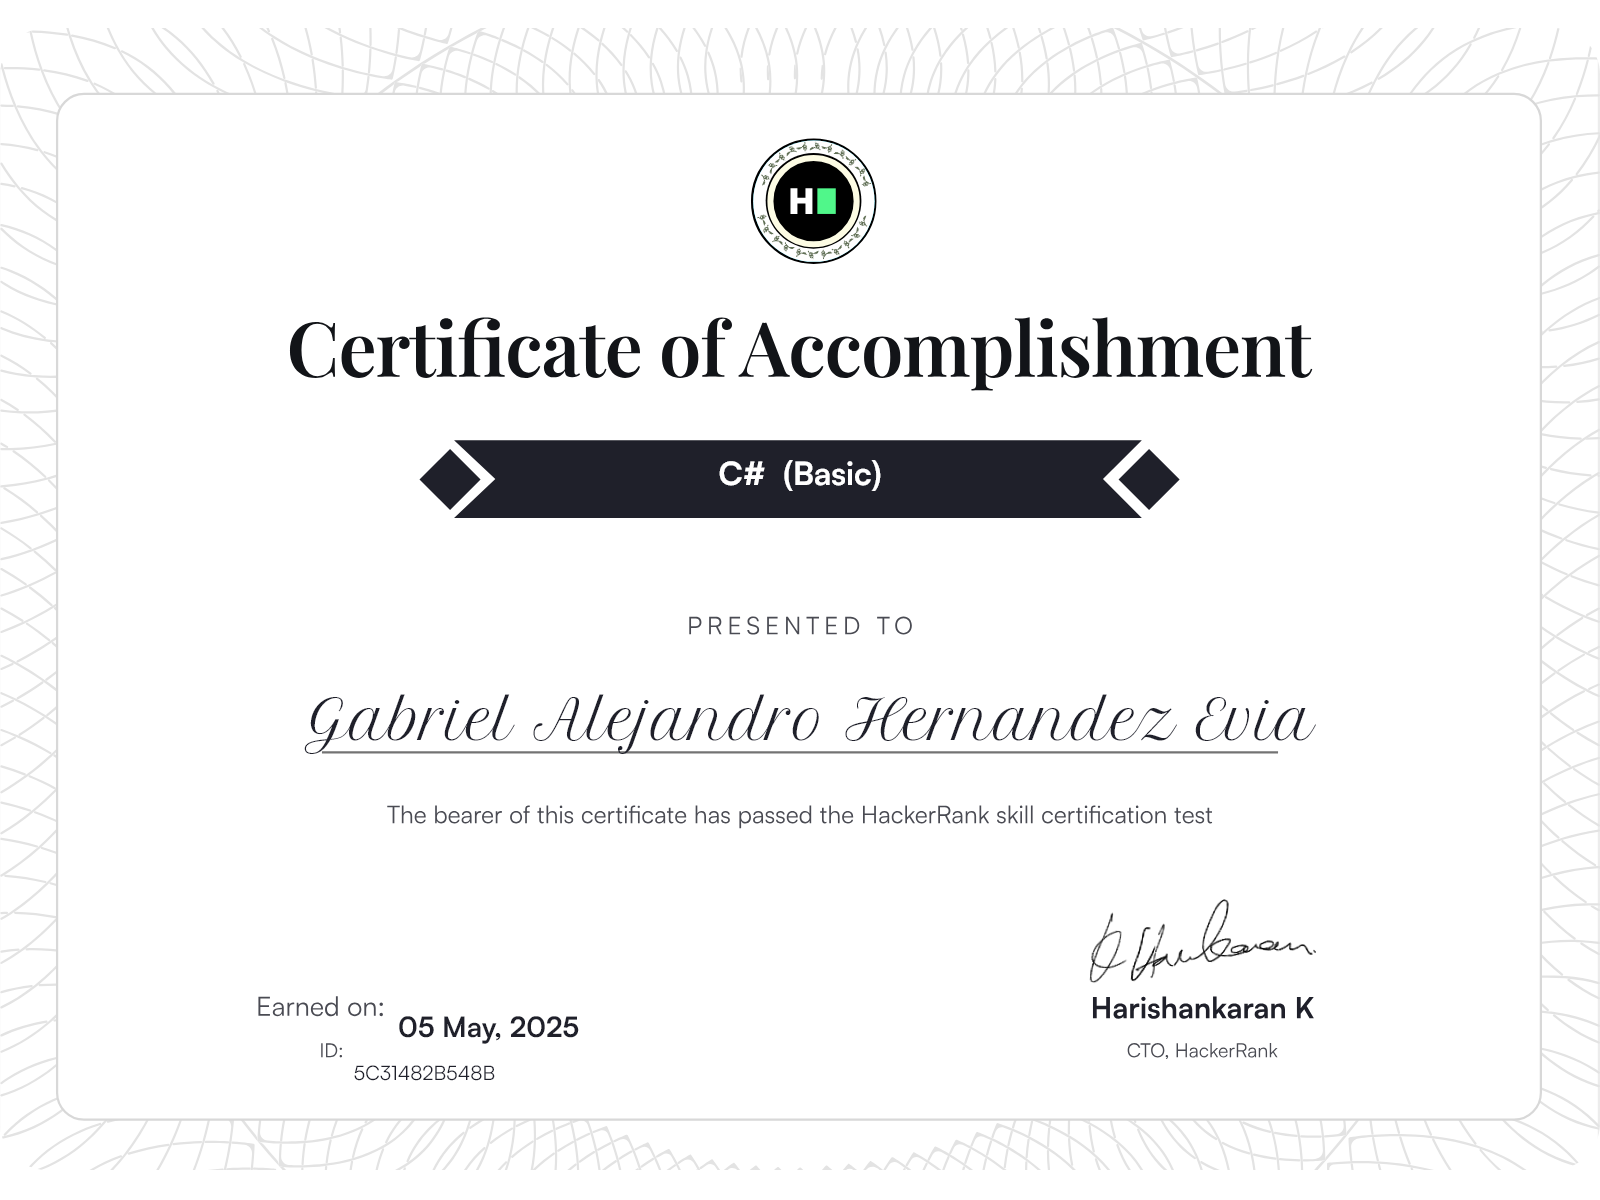 H
Certificate of Accomplishment
C# (Basic)
PRESENTED TO
Gabriel Alejandro Hernandez Evia
The bearer of this certificate has passed the HackerRank skill certification test
Earned on: 05 May, 2025
ID: 5C31482B548B
Harishankaran K
CTO, HackerRank